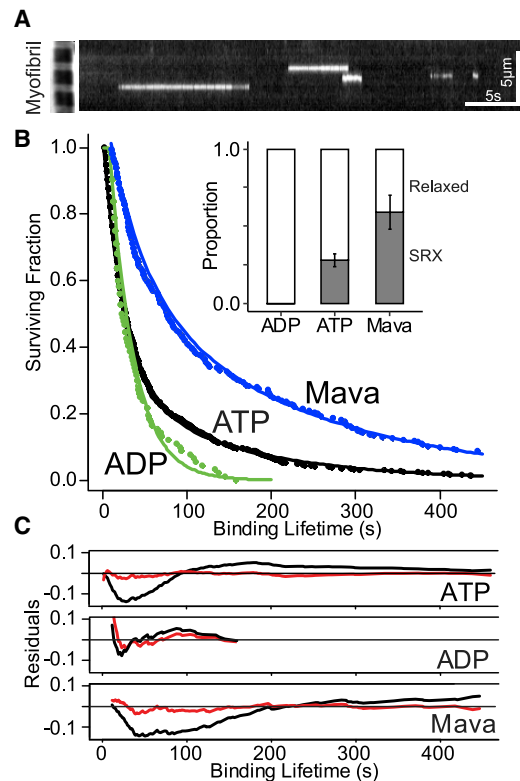 A
Myofibril
5µm
5s
B
1.0
0.8
0.6
0.4
0.2
0.0
Surviving Fraction
0
100
200
300
400
Binding Lifetime (s)
Mava
ATP
ADP
1.0
0.0
Proportion
Relaxed
SRX
ADP
ATP
Mava
C
Residuals
0.1
-0.1
ATP
0.1
-0.1
ADP
0.1
-0.1
Mava
0
100
200
300
400
Binding Lifetime (s)